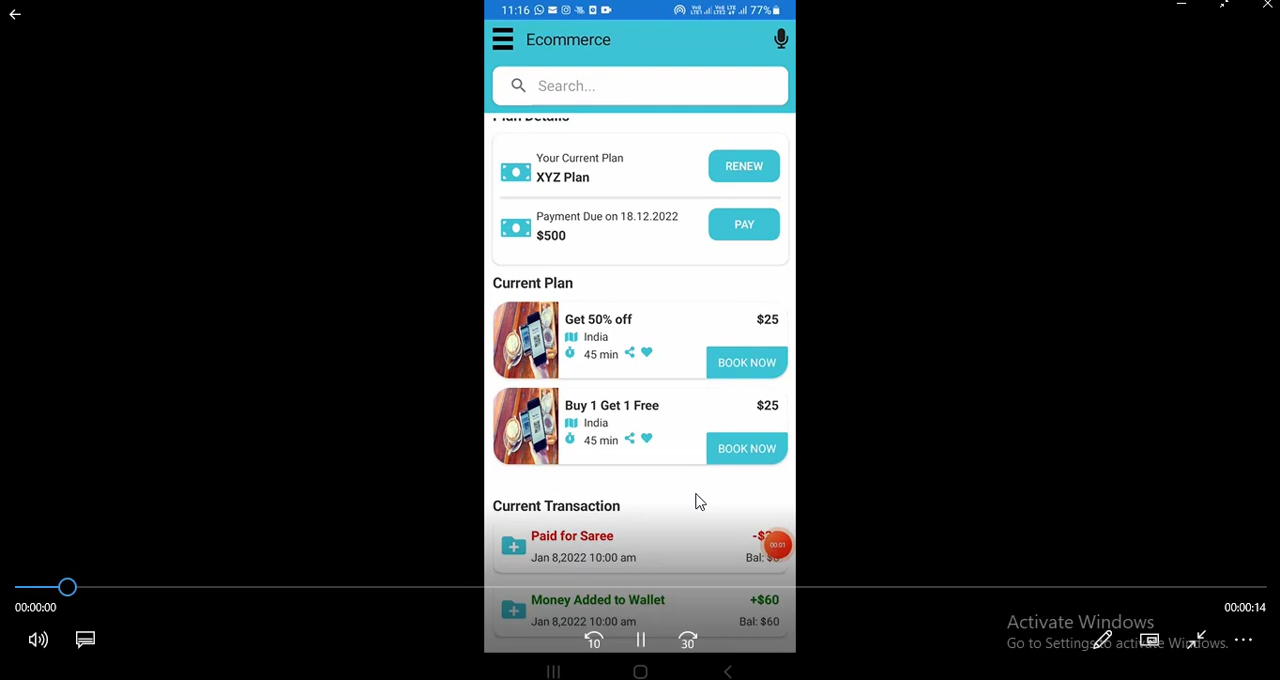 11:16 77%
Ecommerce
Search...
Plan Details
Your Current Plan
XYZ Plan
RENEW
Payment Due on 18.12.2022
$500
PAY
Current Plan
Get 50% off $25
India
45 min
BOOK NOW
Buy 1 Get 1 Free $25
India
45 min
BOOK NOW
Current Transaction
Paid for Saree
00:01
Jan 8,2022 10:00 am Bal:
Money Added to Wallet +$60
Jan 8,2022 10:00 am Bal: $60
00:00:00 00:00:14
10 30
Activate Windows
Go to Settings to activate Windows.